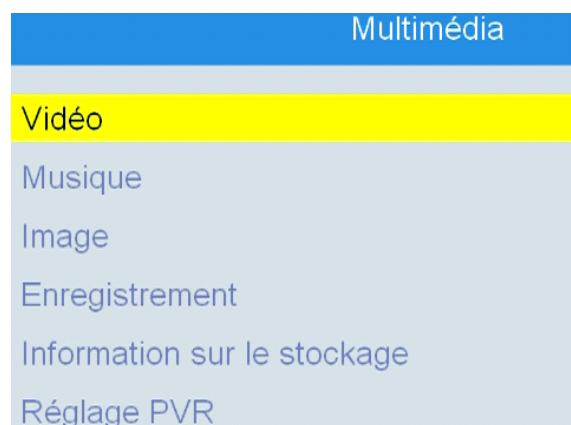 Multimédia
Vidéo
Musique
Image
Enregistrement
Information sur le stockage
Réglage PVR